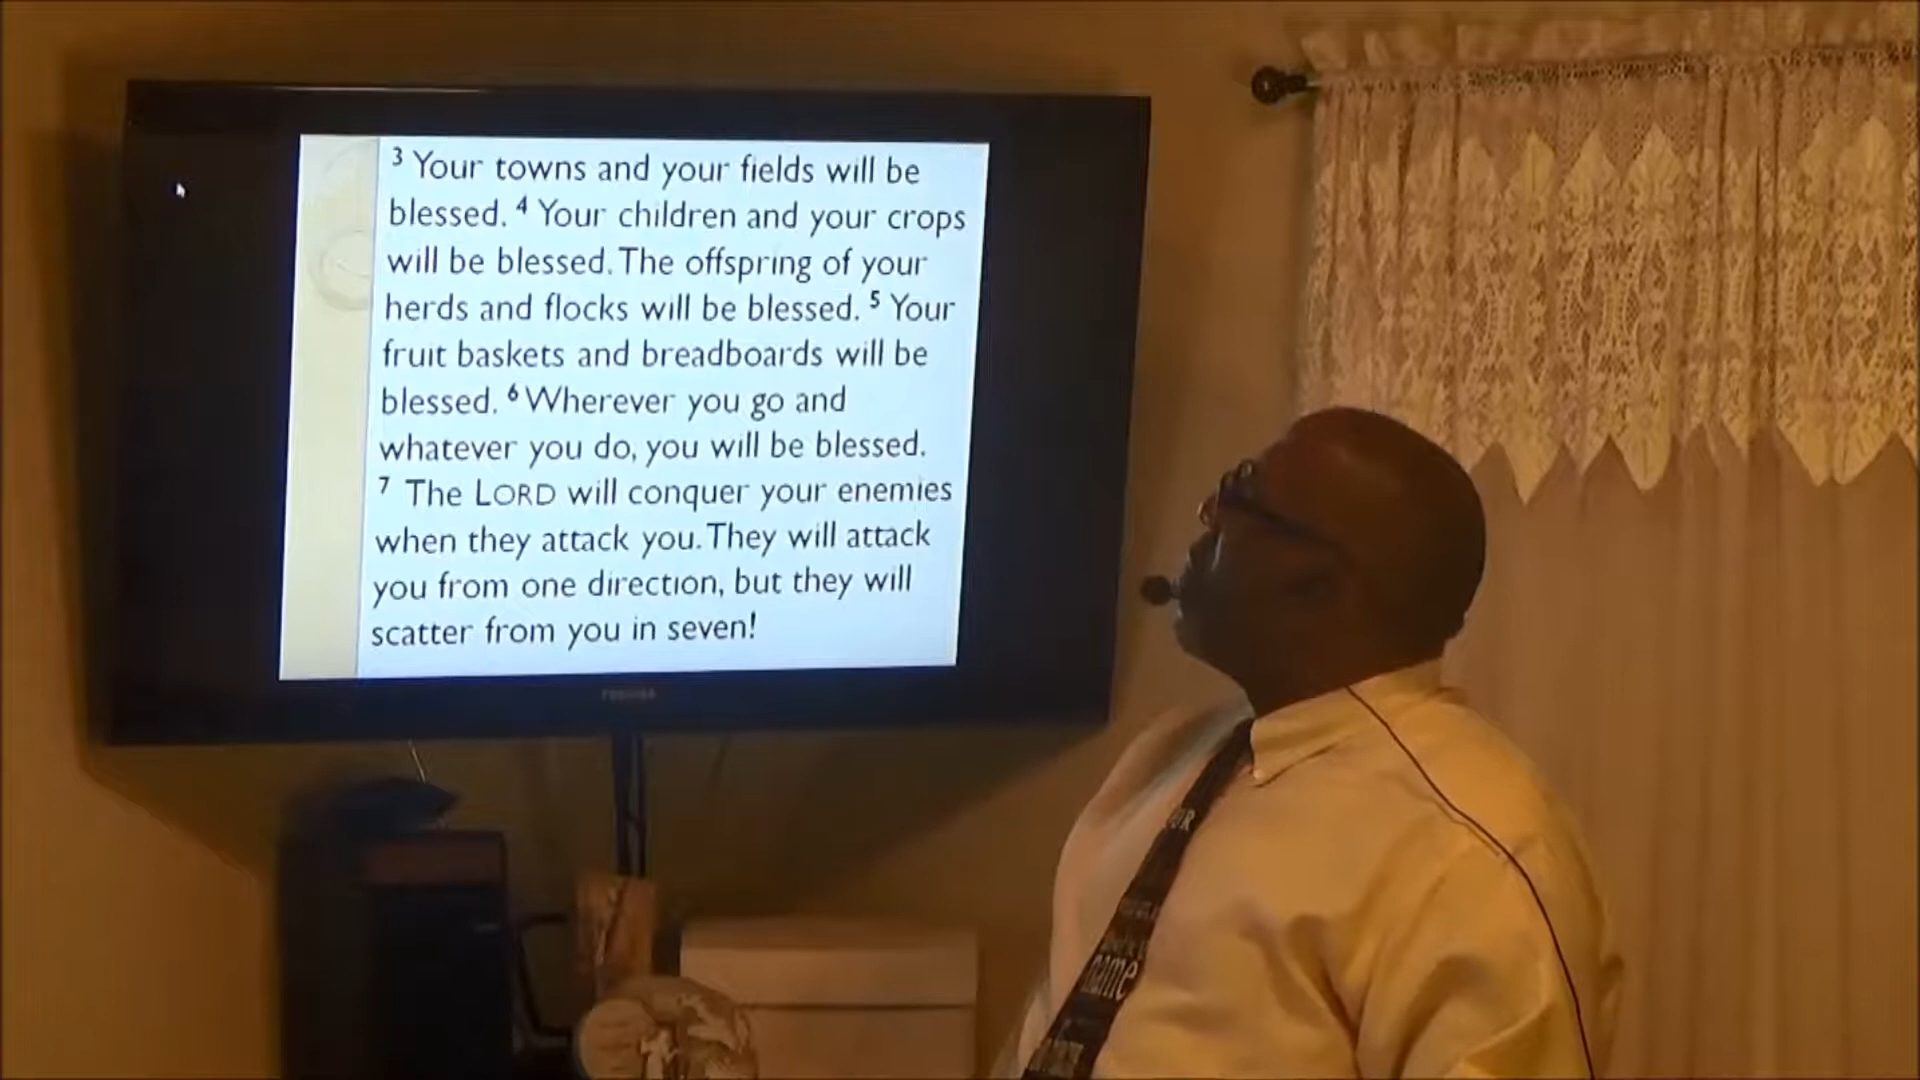 3 Your towns and your fields will be
blessed. 4 Your children and your crops
will be blessed. The offspring of your
herds and flocks will be blessed. 5 Your
fruit baskets and breadboards will be
blessed. 6 Wherever you go and
whatever you do, you will be blessed.
7 The LORD will conquer your enemies
when they attack you. They will attack
you from one direction, but they will
scatter from you in seven!
TOSHIBA
name